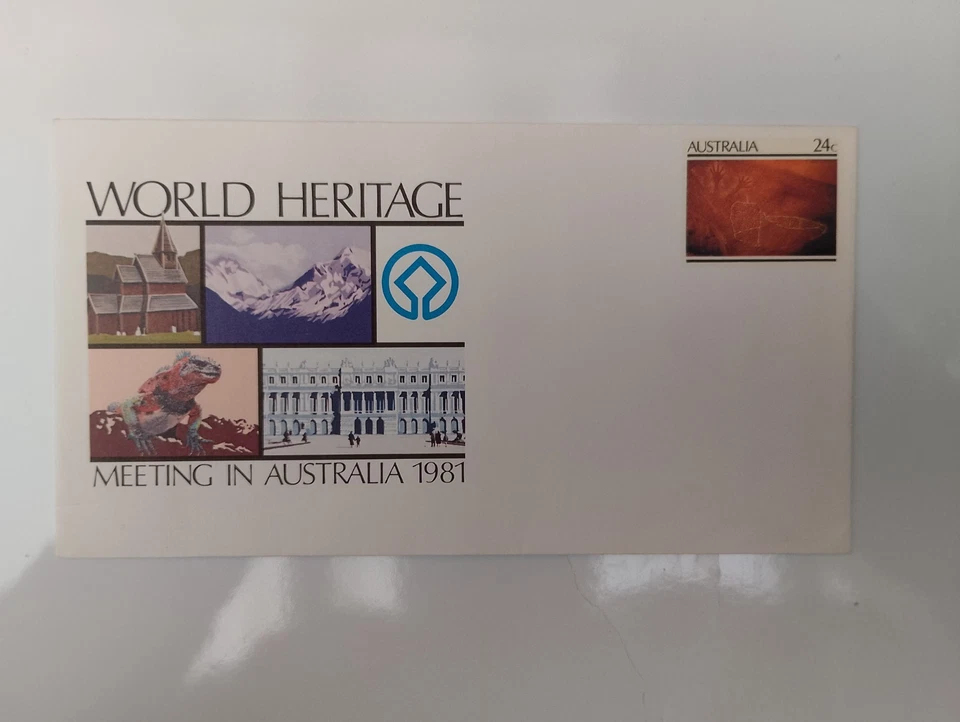 WORLD HERITAGE
MEETING IN AUSTRALIA 1981
AUSTRALIA 24c